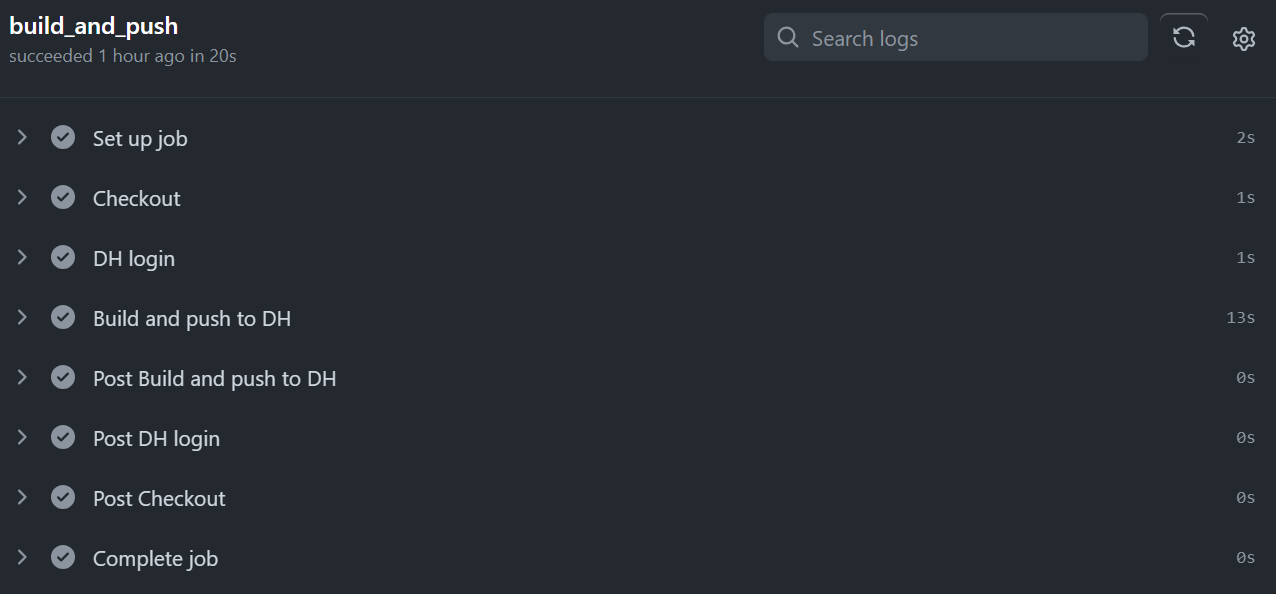 build_and_push
succeeded 1 hour ago in 20s
Search logs
Set up job 2s
Checkout 1s
DH login 1s
Build and push to DH 13s
Post Build and push to DH 0s
Post DH login 0s
Post Checkout 0s
Complete job 0s